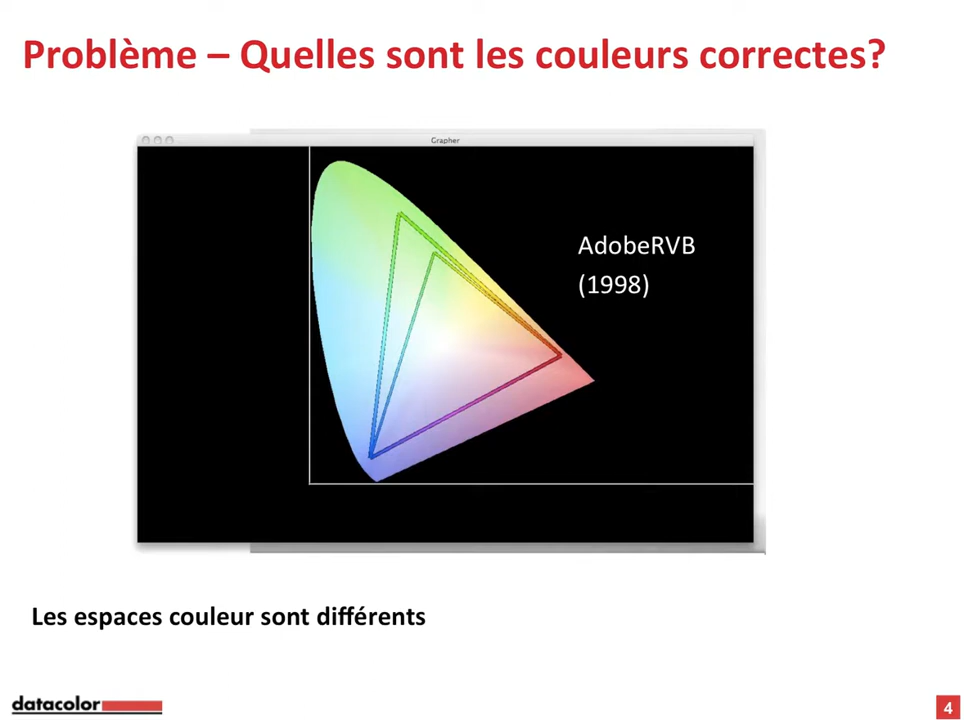 Problème – Quelles sont les couleurs correctes?
Grapher
AdobeRVB
(1998)
Les espaces couleur sont différents
datacolor
4